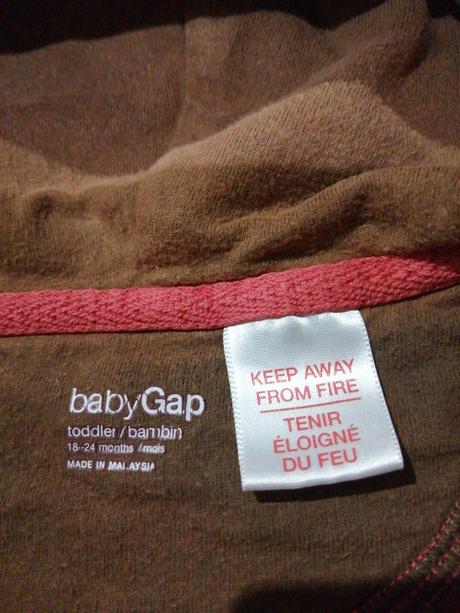 babyGap
toddler / bambin
18-24 months /mois
MADE IN MALAYSIA
KEEP AWAY
FROM FIRE
TENIR
ÉLOIGNÉ
DU FEU